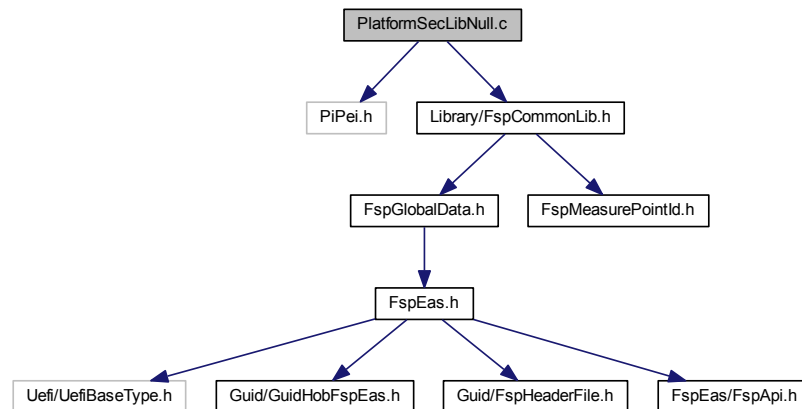 PlatformSecLibNull.c
PiPei.h
Library/FspCommonLib.h
FspGlobalData.h
FspMeasurePointId.h
FspEas.h
Uefi/UefiBaseType.h
Guid/GuidHobFspEas.h
Guid/FspHeaderFile.h
FspEas/FspApi.h